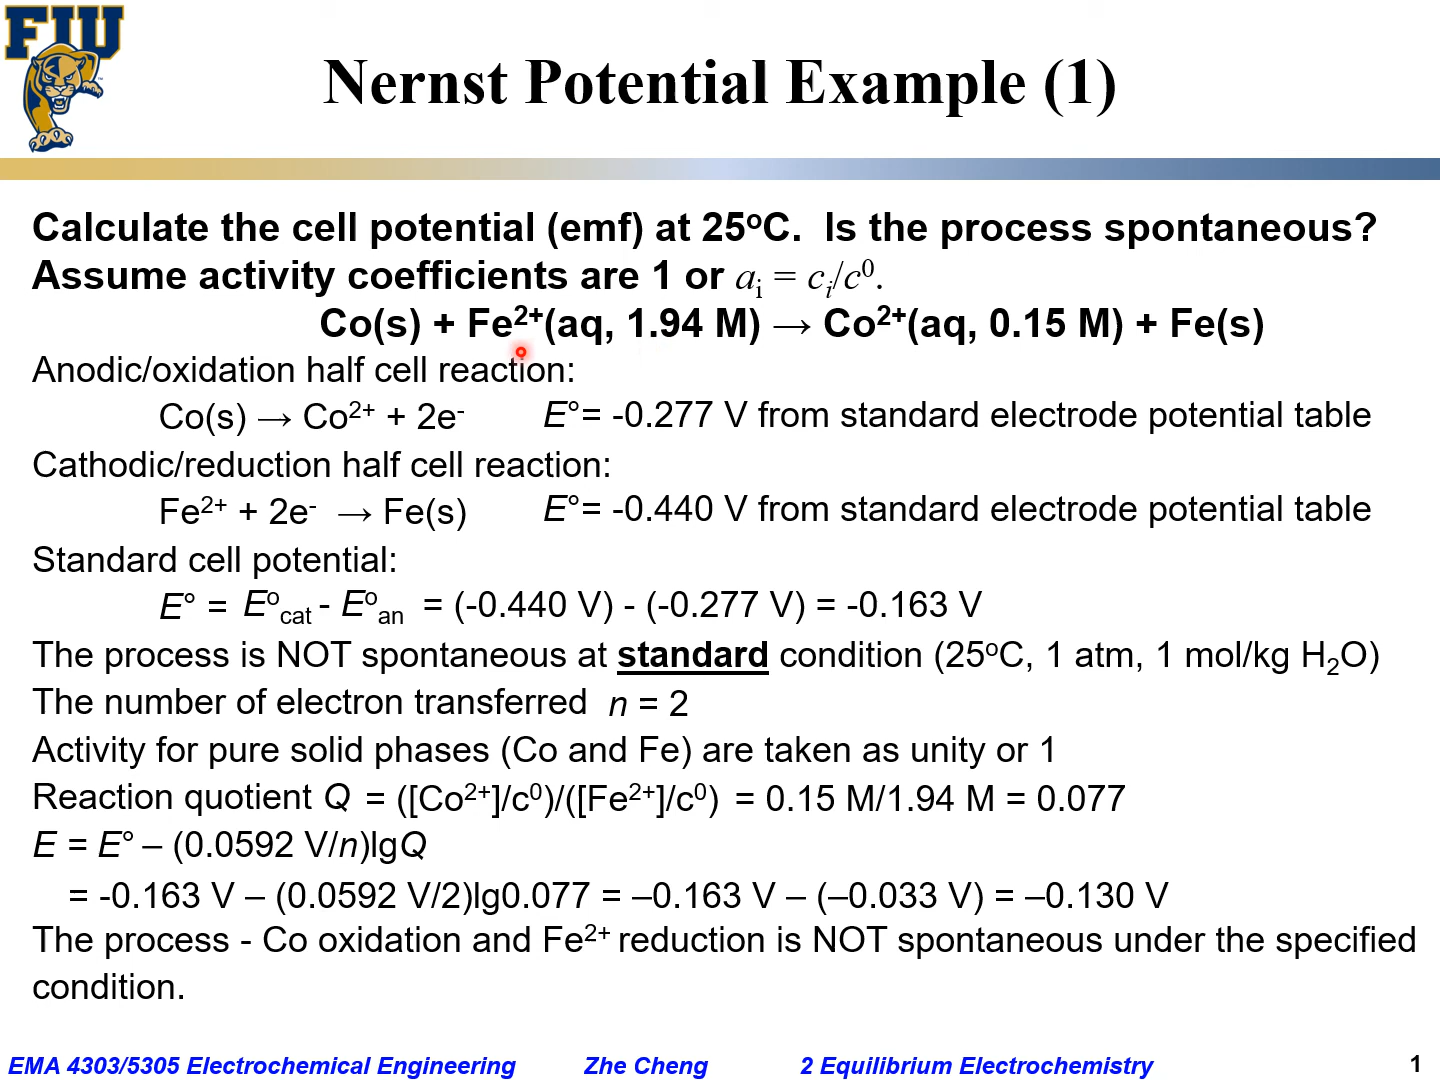 FIU
Nernst Potential Example (1)
Calculate the cell potential (emf) at 25ºC.  Is the process spontaneous?
Assume activity coefficients are 1 or aᵢ = cᵢ/c⁰.
Co(s) + Fe²⁺(aq, 1.94 M) → Co²⁺(aq, 0.15 M) + Fe(s)
Anodic/oxidation half cell reaction:
Co(s) → Co²⁺ + 2e⁻ E°= -0.277 V from standard electrode potential table
Cathodic/reduction half cell reaction:
Fe²⁺ + 2e⁻ → Fe(s) E°= -0.440 V from standard electrode potential table
Standard cell potential:
E° = Eºcat - Eºan = (-0.440 V) - (-0.277 V) = -0.163 V
The process is NOT spontaneous at standard condition (25ºC, 1 atm, 1 mol/kg H₂O)
The number of electron transferred n = 2
Activity for pure solid phases (Co and Fe) are taken as unity or 1
Reaction quotient Q = ([Co²⁺]/c⁰)/([Fe²⁺]/c⁰) = 0.15 M/1.94 M = 0.077
E = E° – (0.0592 V/n)lgQ
= -0.163 V – (0.0592 V/2)lg0.077 = –0.163 V – (–0.033 V) = –0.130 V
The process - Co oxidation and Fe²⁺ reduction is NOT spontaneous under the specified
condition.
EMA 4303/5305 Electrochemical Engineering Zhe Cheng 2 Equilibrium Electrochemistry 1